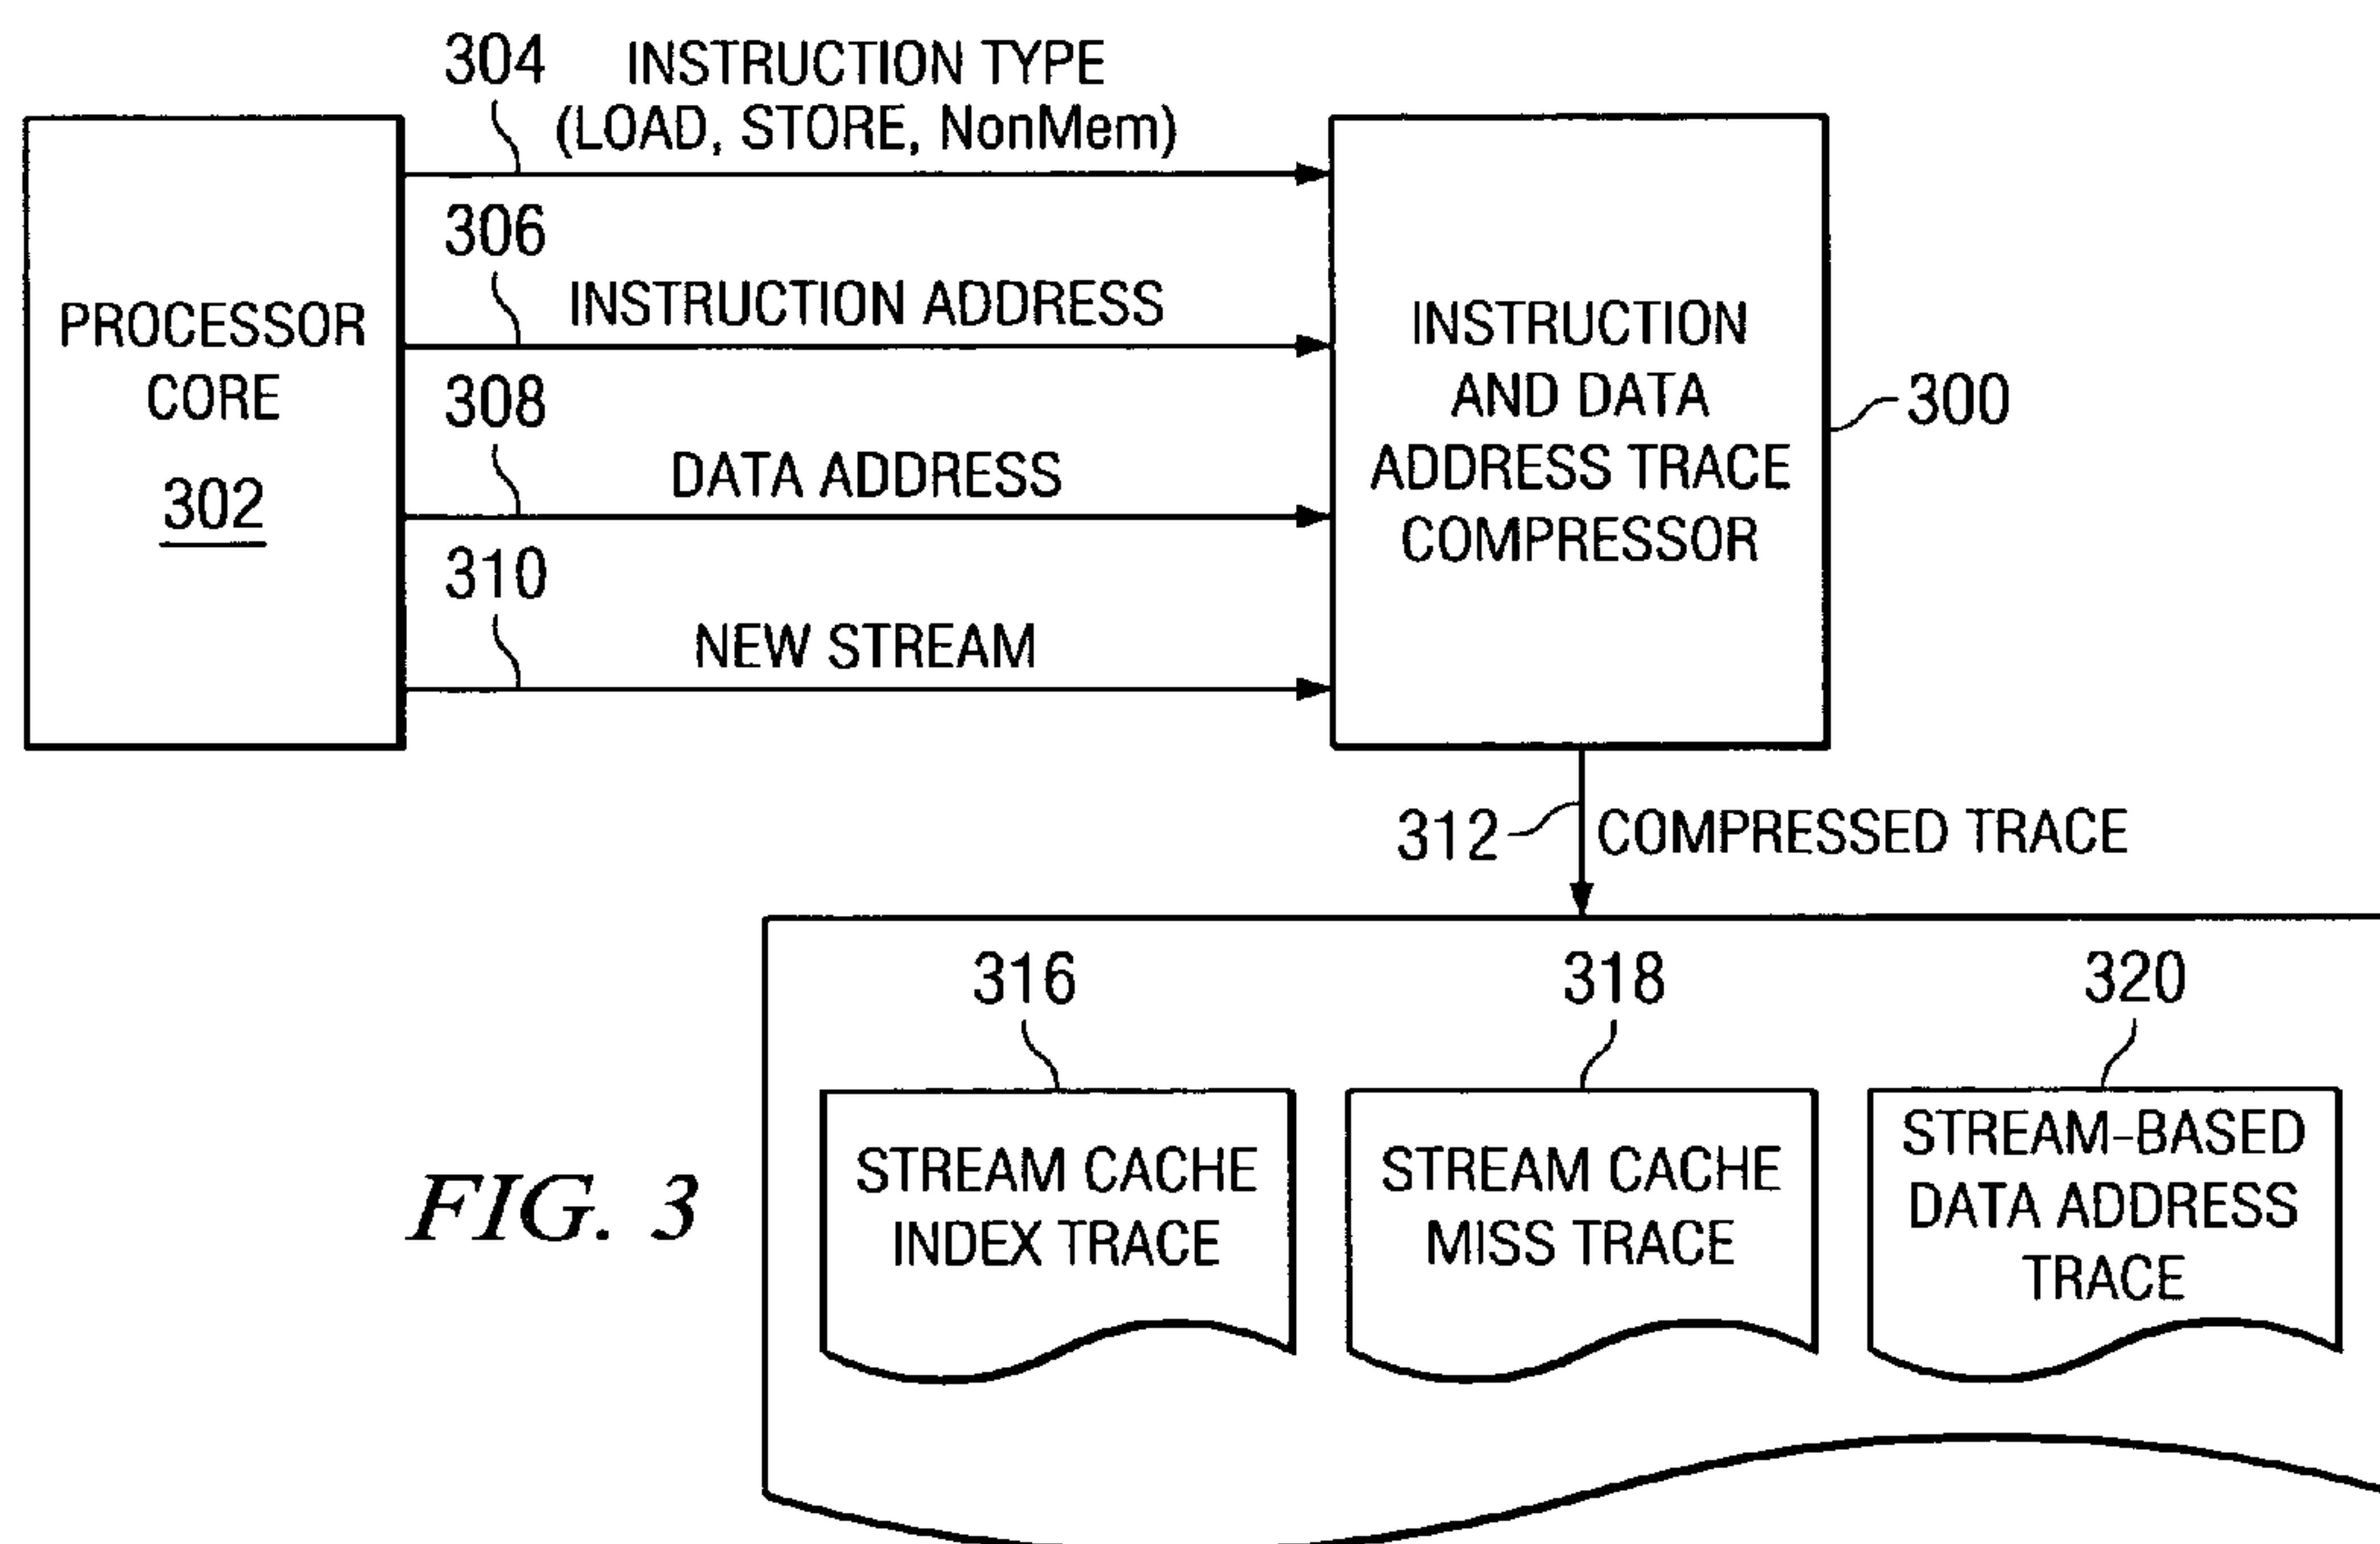 304 INSTRUCTION TYPE
(LOAD, STORE, NonMem)
306
INSTRUCTION ADDRESS
308
DATA ADDRESS
310
NEW STREAM
PROCESSOR
CORE
302
INSTRUCTION
AND DATA
ADDRESS TRACE
COMPRESSOR
300
312 COMPRESSED TRACE
316
STREAM CACHE
INDEX TRACE
318
STREAM CACHE
MISS TRACE
320
STREAM-BASED
DATA ADDRESS
TRACE
FIG. 3